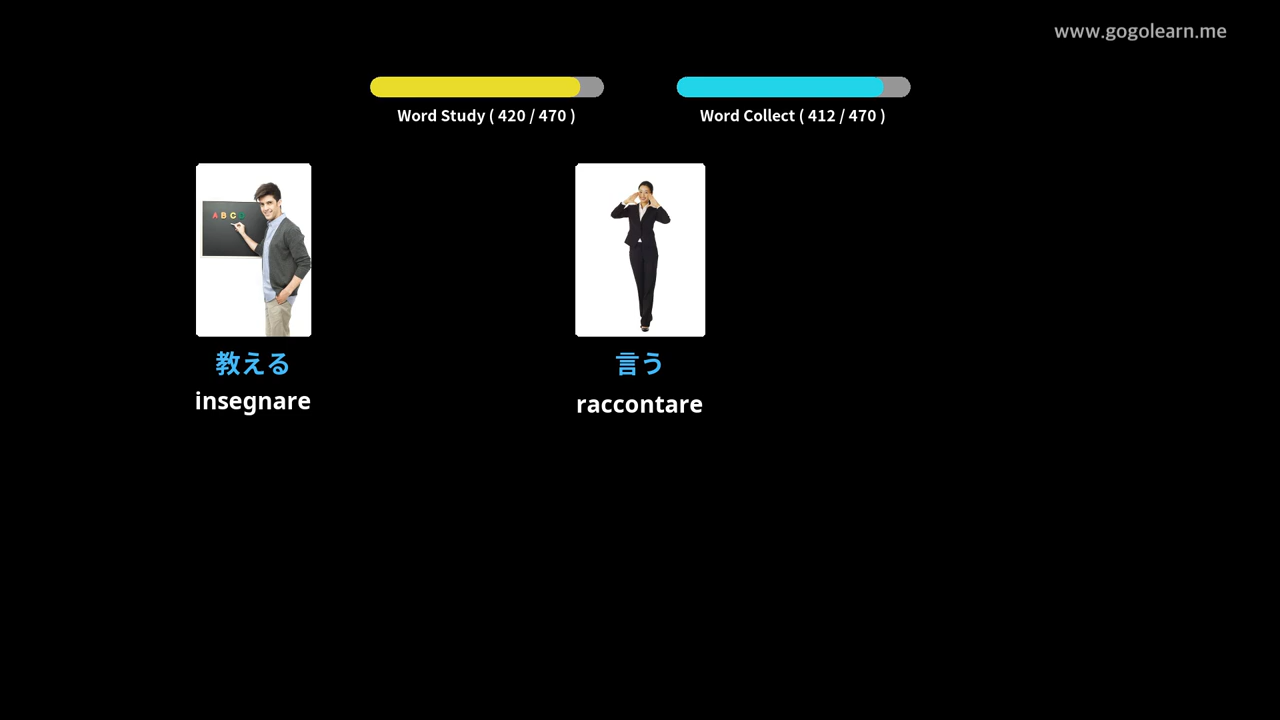 www.gogolearn.me
Word Study ( 420 / 470 )
Word Collect ( 412 / 470 )
A B C D
教える
insegnare
言う
raccontare